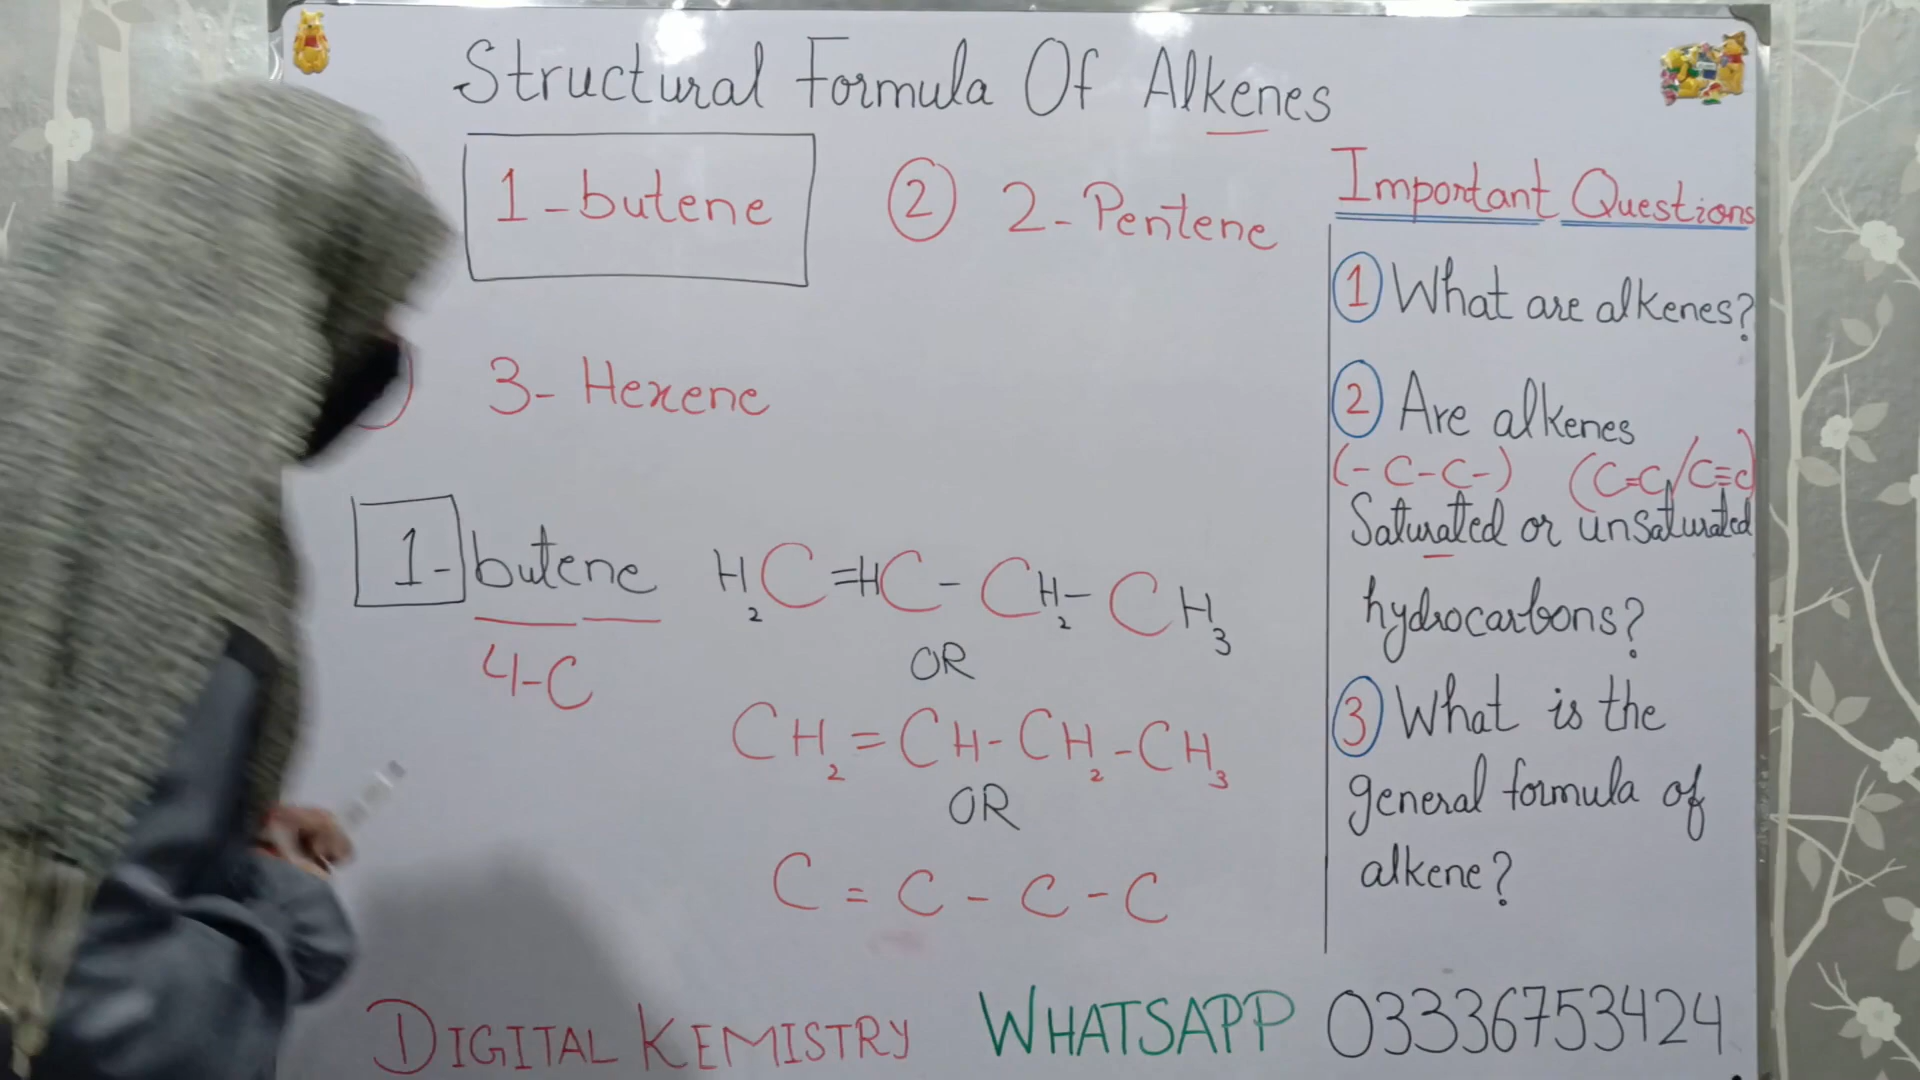 Structural Formula Of Alkenes
1-butene
② 2-Pentene
3-Hexene
1-butene
4-C
H₂C=HC-CH₂-CH₃
OR
CH₂=CH-CH₂-CH₃
OR
C=C-C-C
Important Questions
① What are alkenes?
② Are alkenes
(-C-C-) (C=C/C≡C)
Saturated or unsaturated
hydrocarbons?
③ What is the
general formula of
alkene?
DIGITAL KEMISTRY WHATSAPP 03336753424